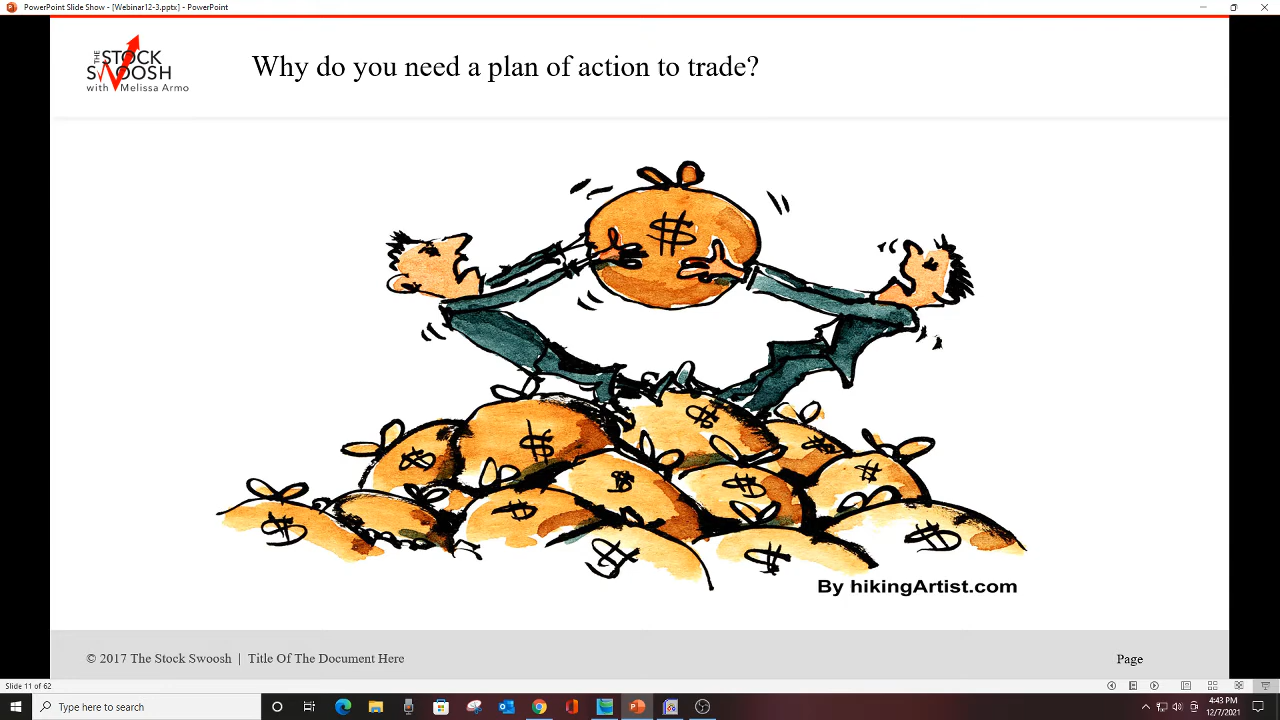 PowerPoint Slide Show - [Webinar12-3.pptx] - PowerPoint
THE STOCK
SWOOSH
with Melissa Armo
Why do you need a plan of action to trade?
$
$
$
$
$
$
$
$
$
$
$
$
By hikingArtist.com
© 2017 The Stock Swoosh | Title Of The Document Here
Page
Slide 11 of 62
Type here to search
4:43 PM
12/7/2021